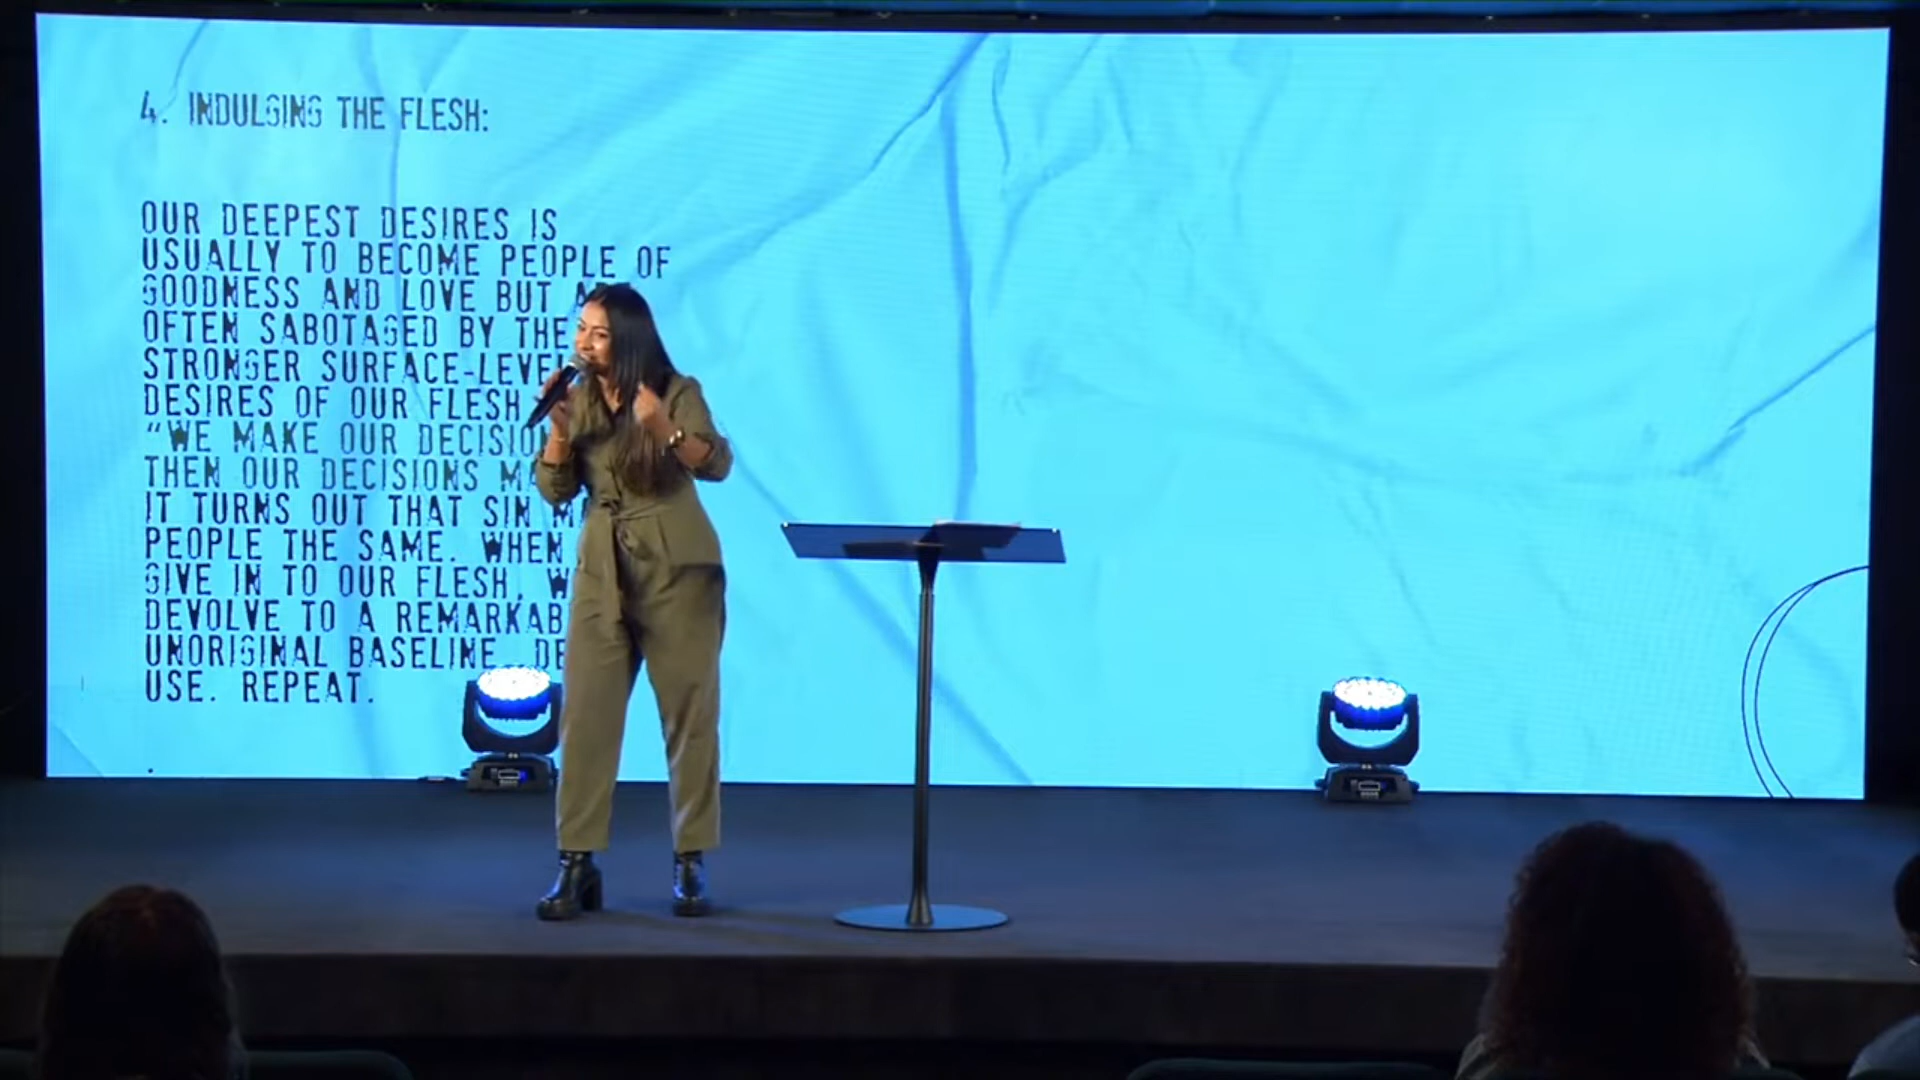 4. INDULGING THE FLESH:
OUR DEEPEST DESIRES IS
USUALLY TO BECOME PEOPLE OF
GOODNESS AND LOVE BUT
OFTEN SABOTAGED BY THE
STRONGER SURFACE-LEVEL
DESIRES OF OUR FLESH
“WE MAKE OUR
THEN OUR DECISIONS
IT TURNS OUT THAT SIN
PEOPLE THE SAME. WHEN
GIVE IN TO OUR FLESH,
DEVOLVE TO A
UNORIGINAL BASELINE.
USE. REPEAT.